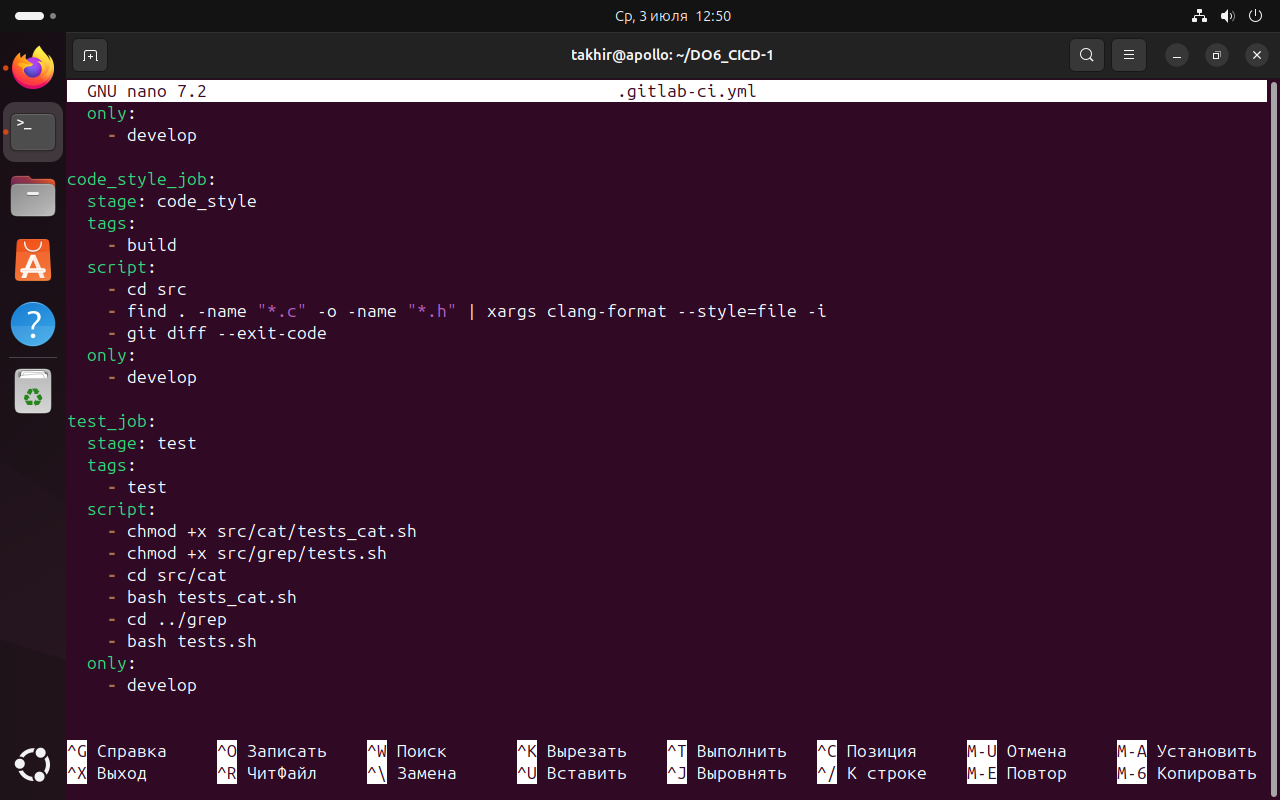 Ср, 3 июля 12:50
takhir@apollo: ~/DO6_CICD-1
GNU nano 7.2 .gitlab-ci.yml
  only:
    - develop

code_style_job:
  stage: code_style
  tags:
    - build
  script:
    - cd src
    - find . -name "*.c" -o -name "*.h" | xargs clang-format --style=file -i
    - git diff --exit-code
  only:
    - develop

test_job:
  stage: test
  tags:
    - test
  script:
    - chmod +x src/cat/tests_cat.sh
    - chmod +x src/grep/tests.sh
    - cd src/cat
    - bash tests_cat.sh
    - cd ../grep
    - bash tests.sh
  only:
    - develop

^G Справка ^O Записать ^W Поиск ^K Вырезать ^T Выполнить ^C Позиция M-U Отмена M-A Установить
^X Выход ^R ЧитФайл ^\ Замена ^U Вставить ^J Выровнять ^/ К строке M-E Повтор M-6 Копировать